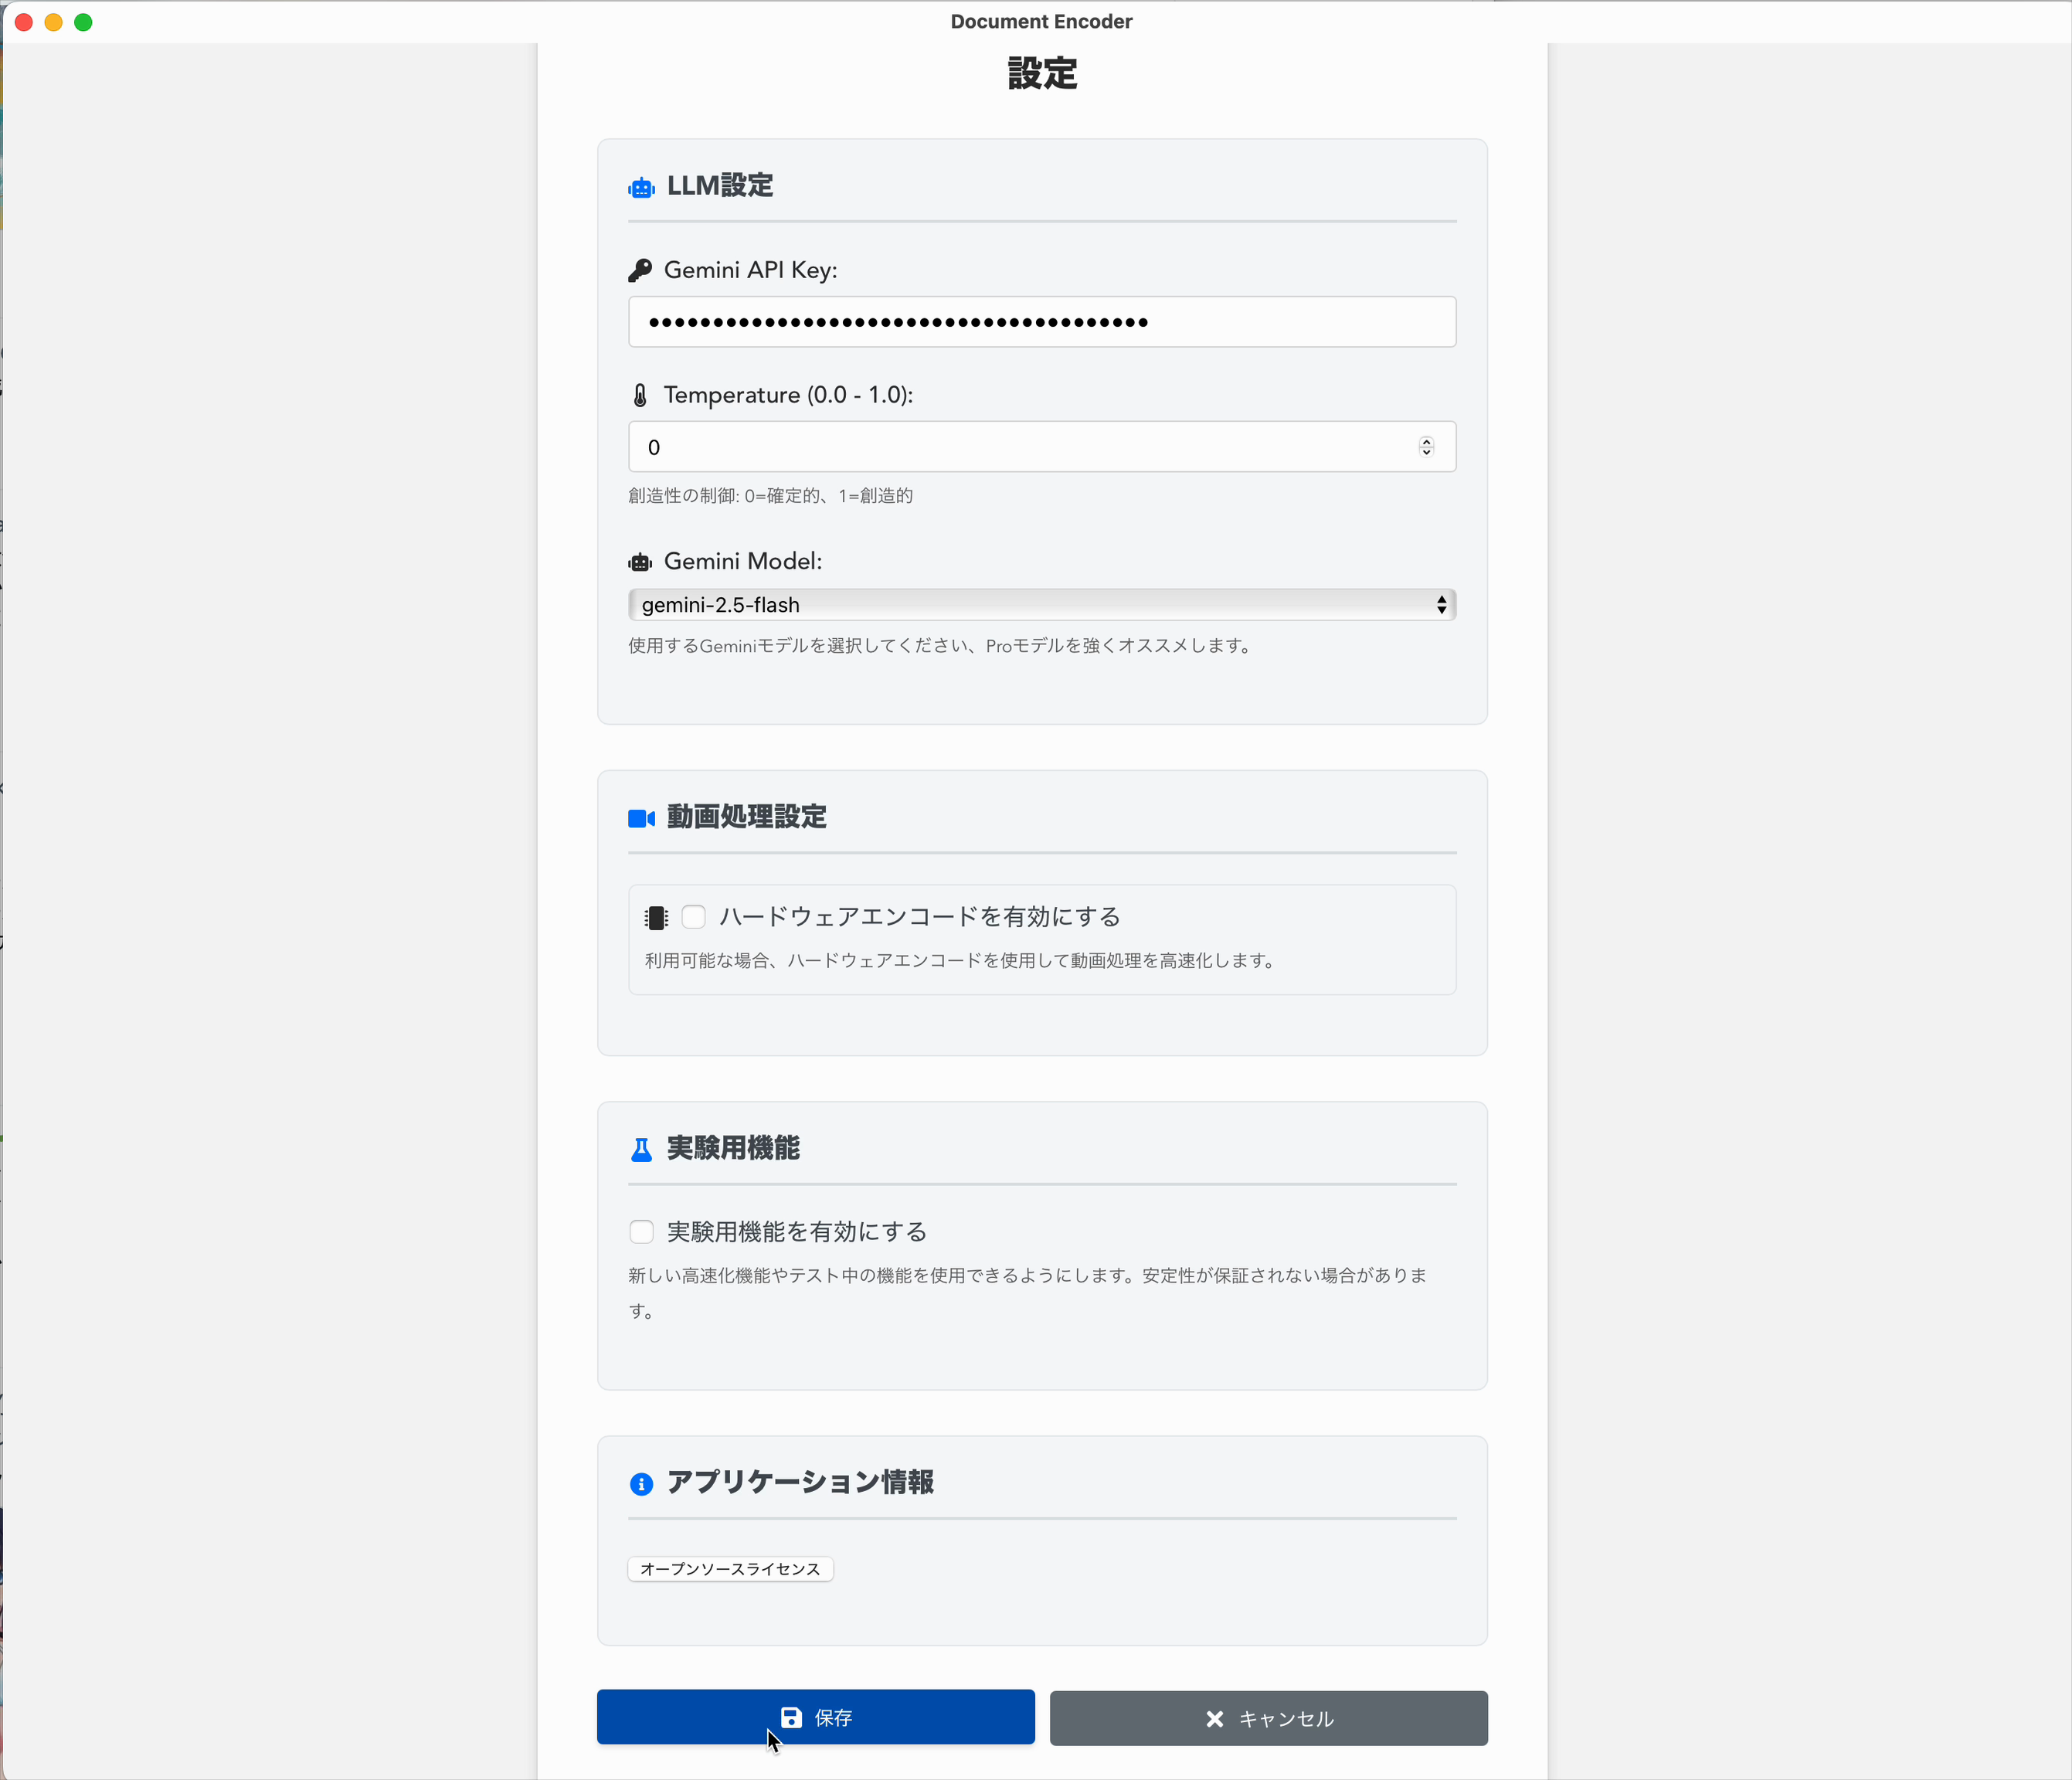 Document Encoder
設定
LLM設定
Gemini API Key:
••••••••••••••••••••••••••••••••••••••
Temperature (0.0 - 1.0):
0
創造性の制御: 0=確定的、1=創造的
Gemini Model:
gemini-2.5-flash
使用するGeminiモデルを選択してください、Proモデルを強くオススメします。
動画処理設定
ハードウェアエンコードを有効にする
利用可能な場合、ハードウェアエンコードを使用して動画処理を高速化します。
実験用機能
実験用機能を有効にする
新しい高速化機能やテスト中の機能を使用できるようにします。安定性が保証されない場合がありま
す。
アプリケーション情報
オープンソースライセンス
保存
キャンセル